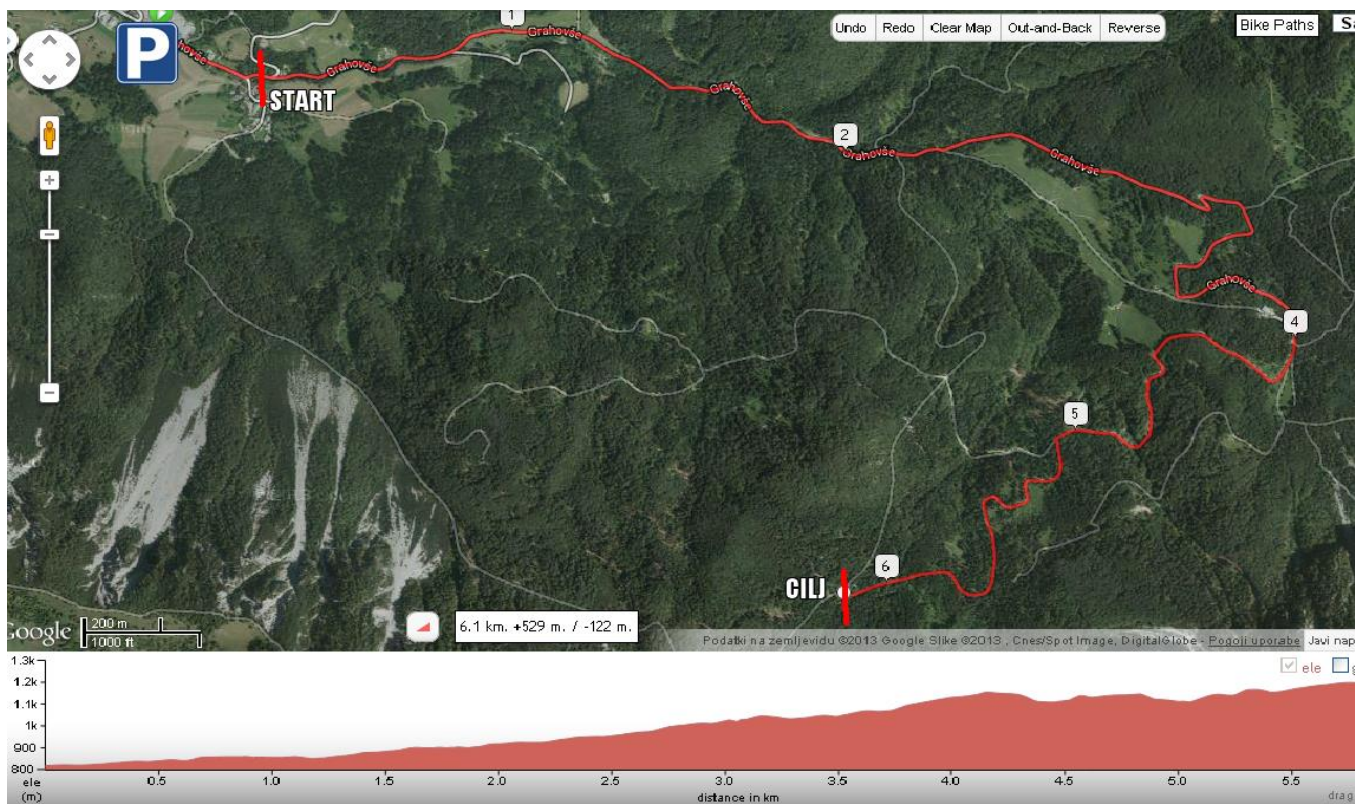 1
Undo Redo Clear Map Out-and-Back Reverse
Bike Paths
P
Grahovše
START
Grahovše
Grahovše
2
Grahovše
Grahovše
Grahovše
4
5
6
CILJ
Google
200 m
1000 ft
6.1 km. +529 m. / -122 m.
Podatki na zemljevidu ©2013 Google Slike ©2013 , Cnes/Spot Image, DigitalGlobe - Pogoji uporabe Javi nap
1.3k
1.2k
1.1k
1k
900
800
ele
(m)
ele
0.5 1.0 1.5 2.0 2.5 3.0 3.5 4.0 4.5 5.0 5.5
distance in km
drag